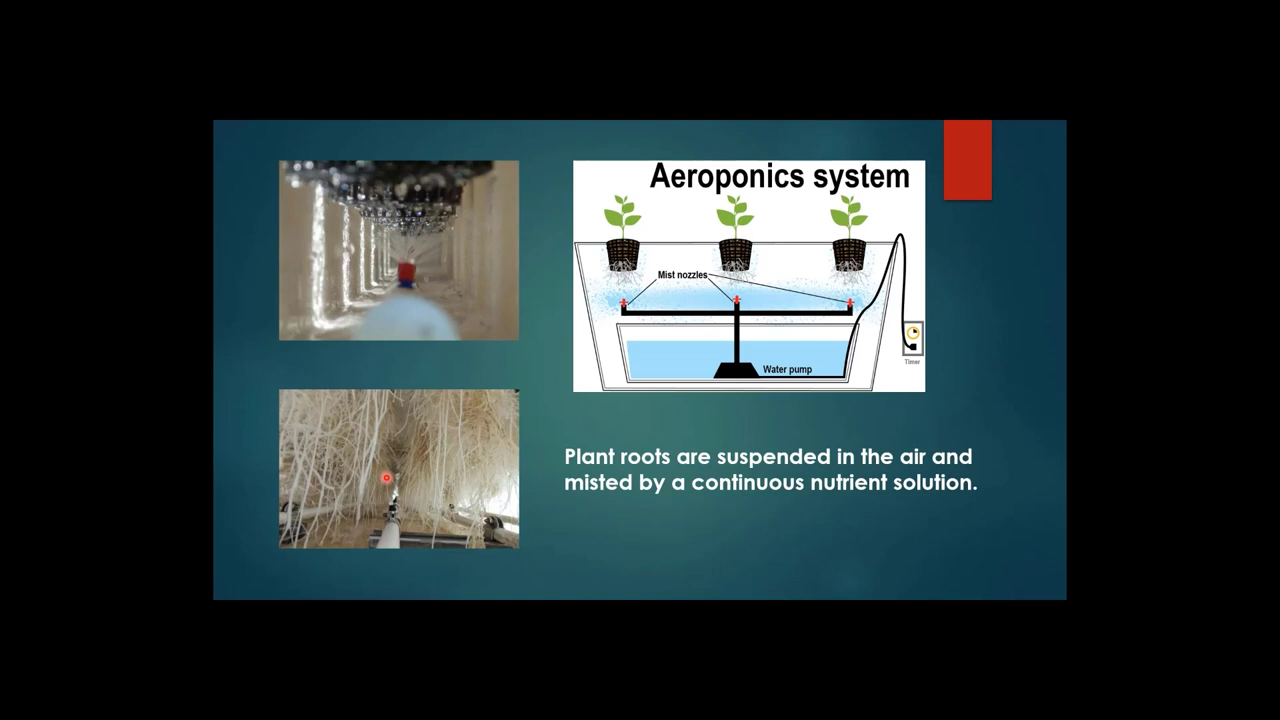 Aeroponics system
Mist nozzles
Water pump
Timer
Plant roots are suspended in the air and
misted by a continuous nutrient solution.